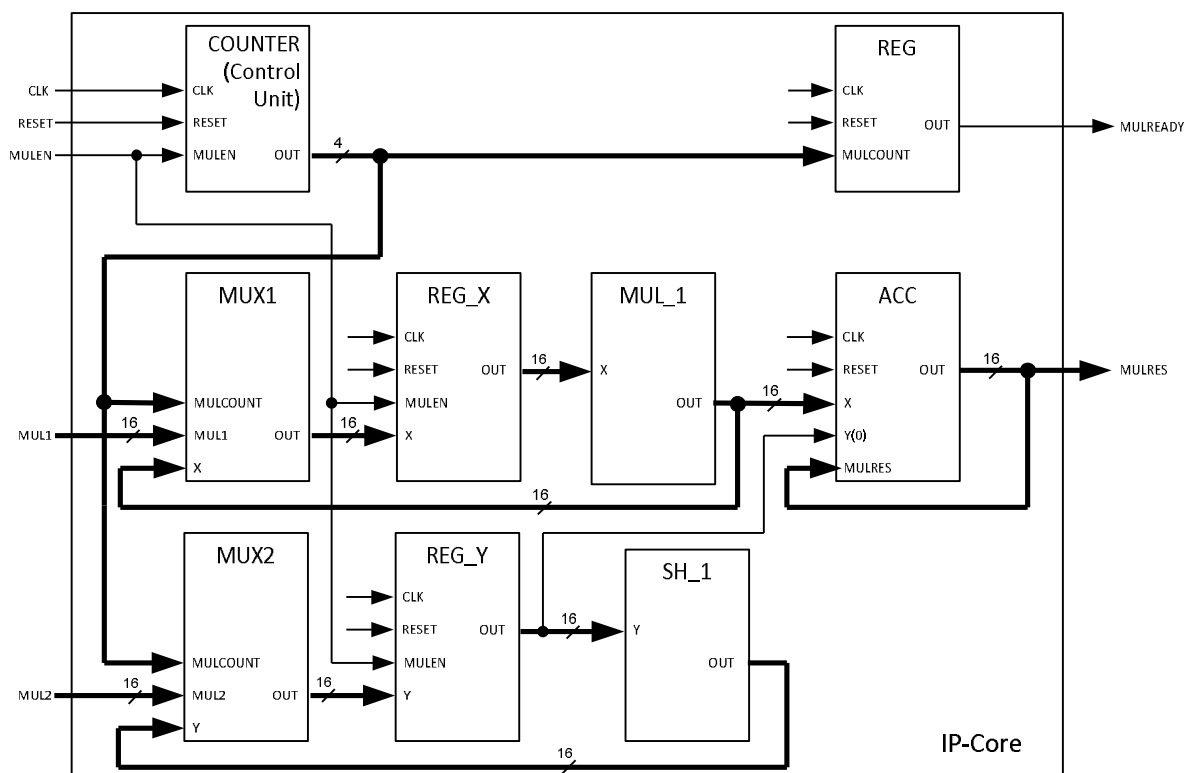 COUNTER
(Control
Unit)
CLK
RESET
MULEN
OUT
CLK
RESET
MULEN
4
REG
CLK
RESET
MULCOUNT
OUT
MULREADY
MUX1
MULCOUNT
MUL1
X
OUT
MUL1
16
16
REG_X
CLK
RESET
MULEN
X
OUT
16
MUL_1
X
OUT
16
16
ACC
CLK
RESET
X
Y(0)
MULRES
OUT
16
MULRES
MUX2
MULCOUNT
MUL2
Y
OUT
MUL2
16
16
REG_Y
CLK
RESET
MULEN
Y
OUT
16
SH_1
Y
OUT
16
IP-Core